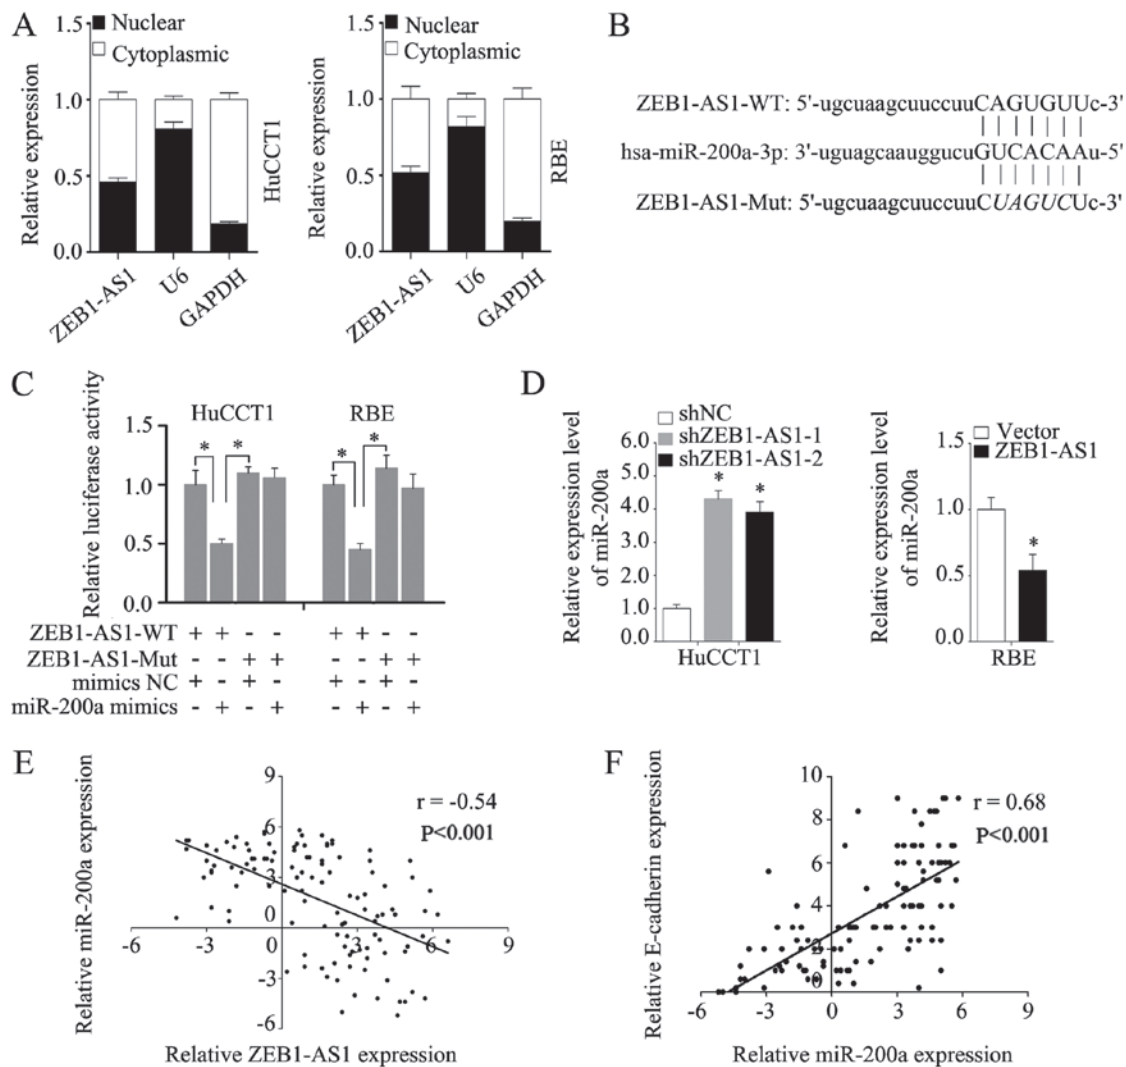 A
1.5
Nuclear
Cytoplasmic
1.0
0.5
0.0
Relative expression
HuCCT1
ZEB1-AS1
U6
GAPDH
1.5
Nuclear
Cytoplasmic
1.0
0.5
0.0
Relative expression
RBE
ZEB1-AS1
U6
GAPDH
B
ZEB1-AS1-WT: 5'-ugcuaagcuuccuuCAGUGUUc-3'
hsa-miR-200a-3p: 3'-uguagcaauggucuGUCACAAu-5'
ZEB1-AS1-Mut: 5'-ugcuaagcuuccuuCUAGUCUc-3'
C
Relative luciferase activity
HuCCT1 RBE
1.5
1.0
0.5
0.0
* * * *
ZEB1-AS1-WT + + - - + + - -
ZEB1-AS1-Mut - - + + - - + +
mimics NC + - + - + - + -
miR-200a mimics - + - + - + - +
D
Relative expression level
of miR-200a
shNC
shZEB1-AS1-1
shZEB1-AS1-2
6.0
5.0
4.0
3.0
2.0
1.0
0.0
* *
HuCCT1
Relative expression level
of miR-200a
Vector
ZEB1-AS1
1.5
1.0
0.5
0.0
*
RBE
E
Relative miR-200a expression
9
6
3
0
-3
-6
-6 -3 0 3 6 9
r = -0.54
P<0.001
Relative ZEB1-AS1 expression
F
Relative E-cadherin expression
10
8
6
4
2
0
-6 -3 0 3 6 9
r = 0.68
P<0.001
Relative miR-200a expression